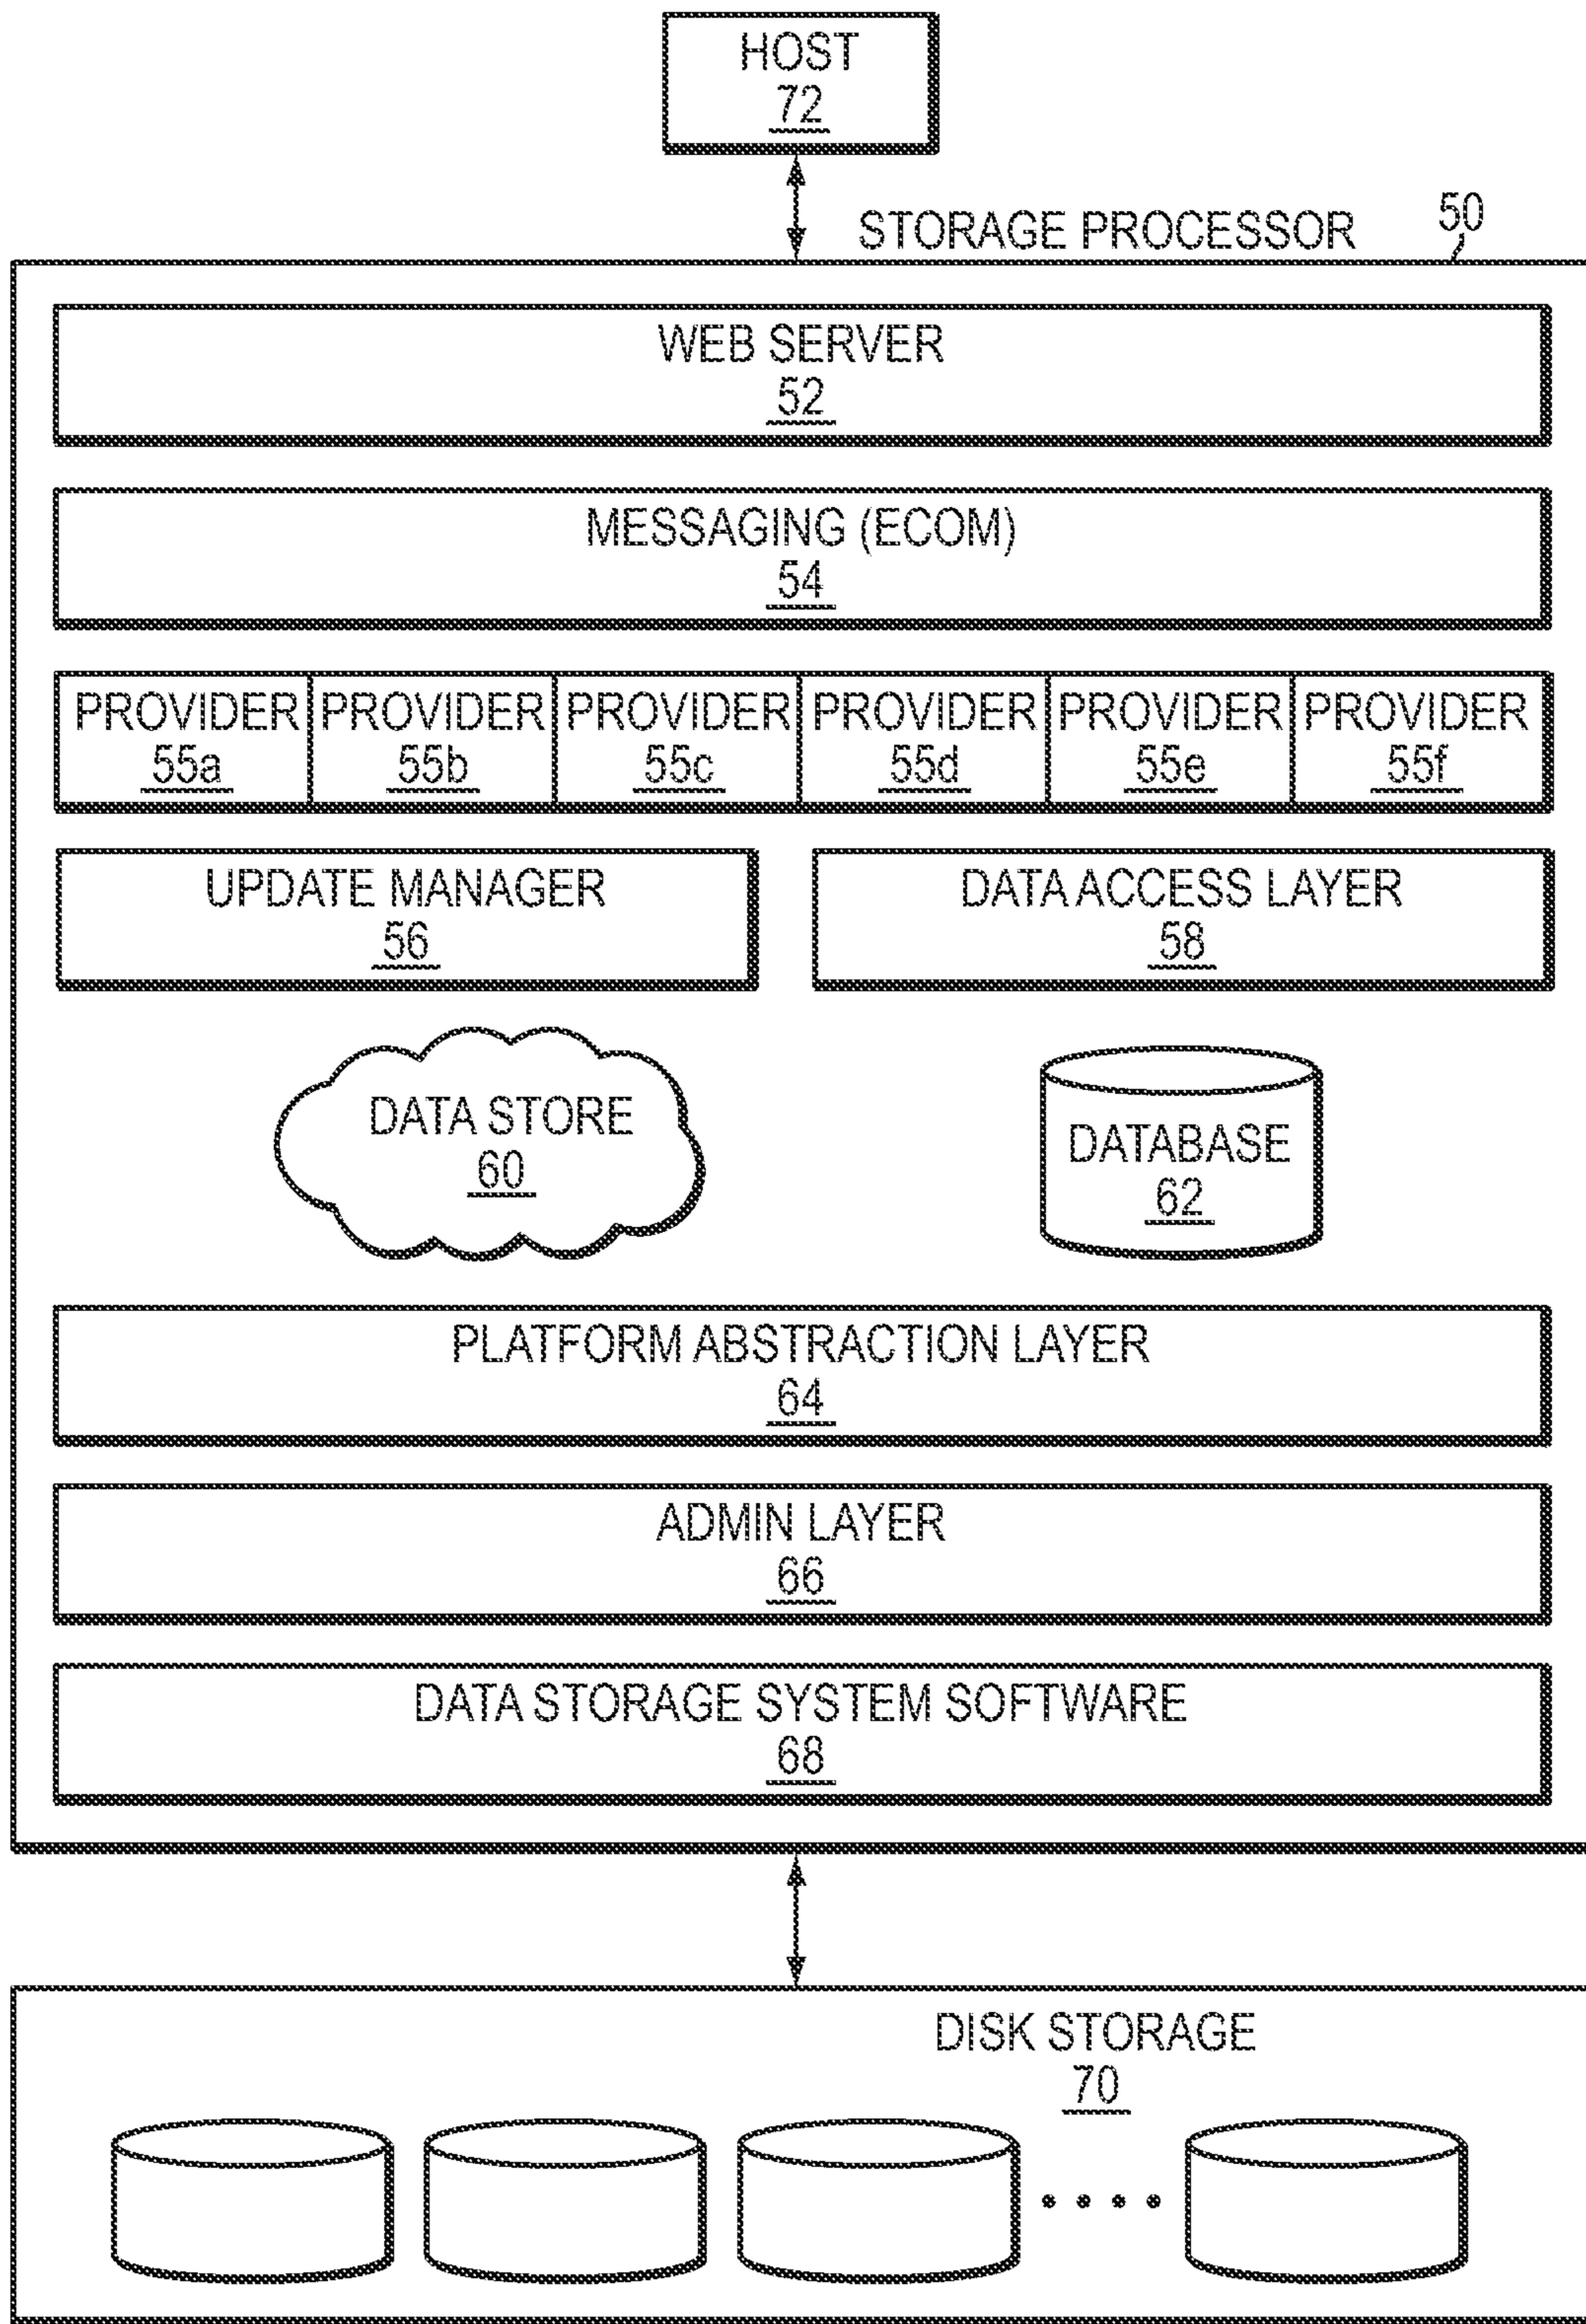 HOST
72
STORAGE PROCESSOR 50
WEB SERVER
52
MESSAGING (ECOM)
54
PROVIDER PROVIDER PROVIDER PROVIDER PROVIDER PROVIDER
55a 55b 55c 55d 55e 55f
UPDATE MANAGER DATA ACCESS LAYER
56 58
DATA STORE
60
DATABASE
62
PLATFORM ABSTRACTION LAYER
64
ADMIN LAYER
66
DATA STORAGE SYSTEM SOFTWARE
68
DISK STORAGE
70